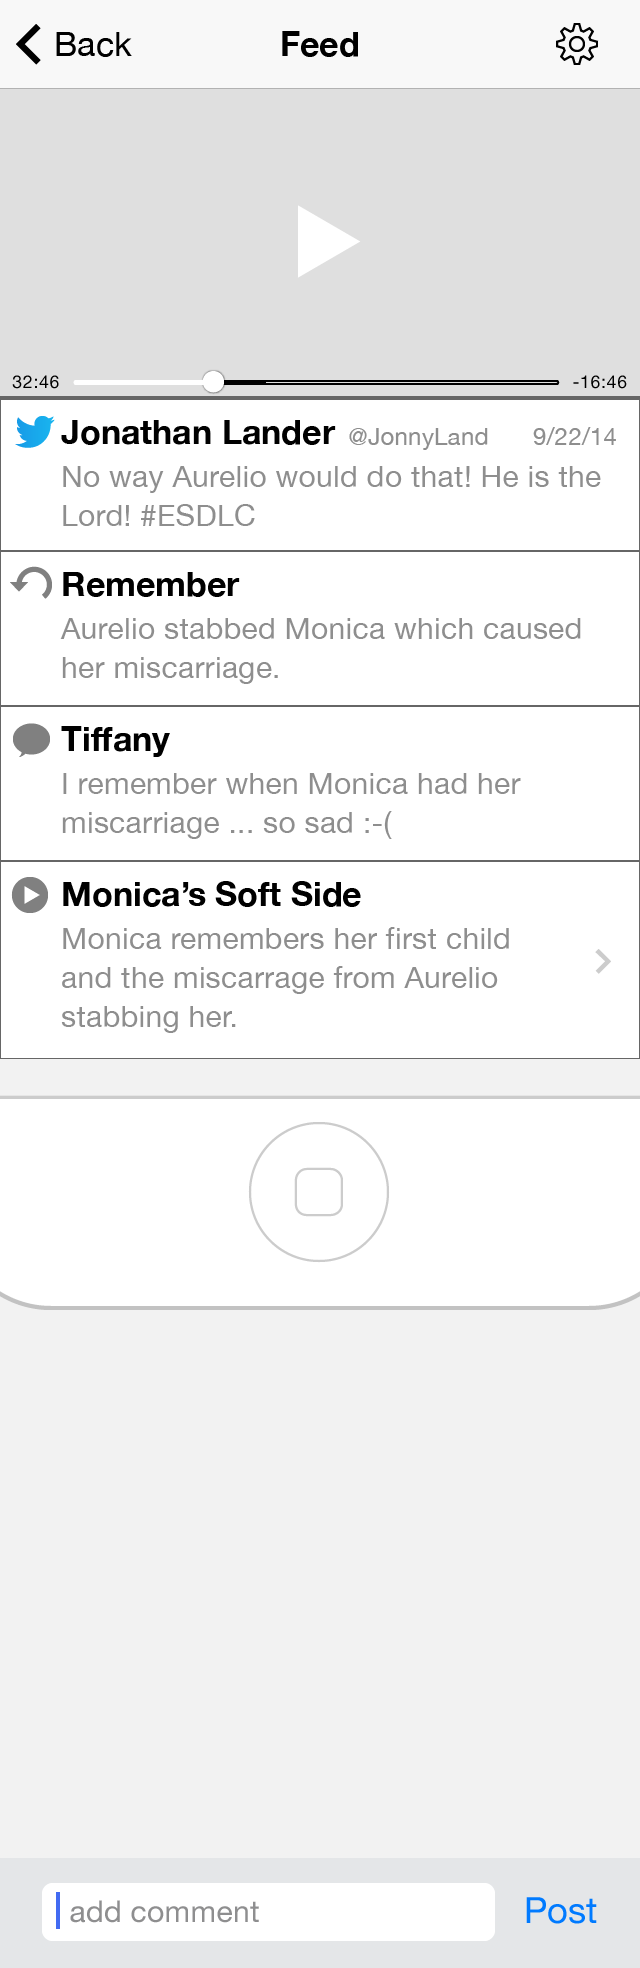 Back Feed
32:46 -16:46
Jonathan Lander @JonnyLand 9/22/14
No way Aurelio would do that! He is the
Lord! #ESDLC
Remember
Aurelio stabbed Monica which caused
her miscarriage.
Tiffany
I remember when Monica had her
miscarriage ... so sad :-(
Monica’s Soft Side
Monica remembers her first child
and the miscarrage from Aurelio
stabbing her.
add comment Post